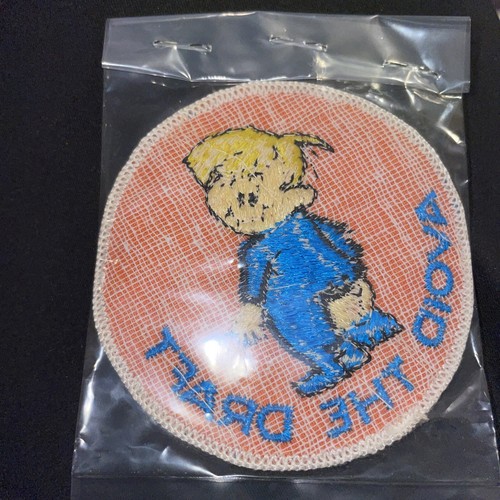 AVOID THE DRAFT